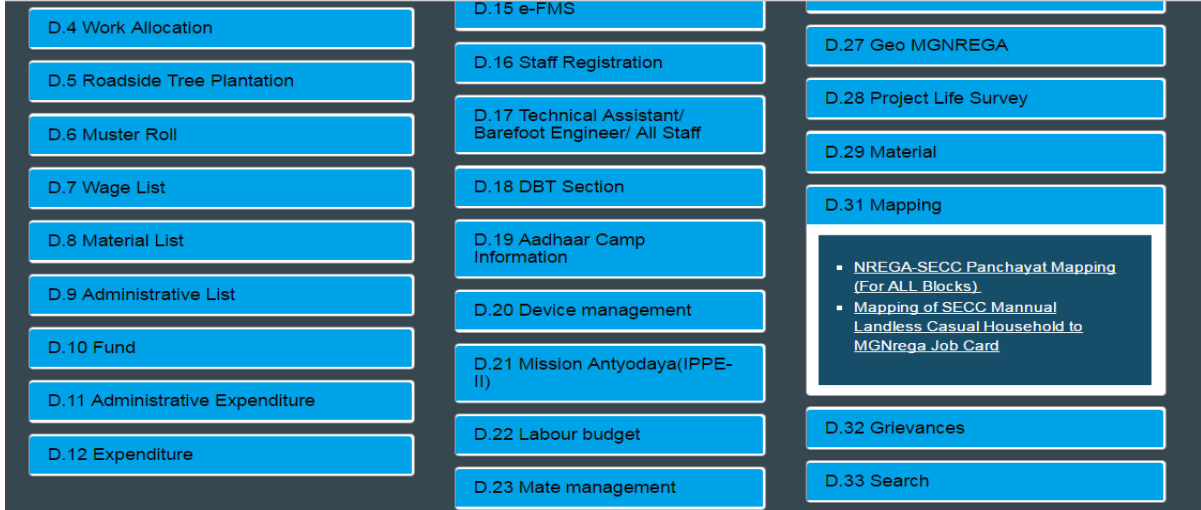 D.4 Work Allocation
D.5 Roadside Tree Plantation
D.6 Muster Roll
D.7 Wage List
D.8 Material List
D.9 Administrative List
D.10 Fund
D.11 Administrative Expenditure
D.12 Expenditure
D.15 e-FMS
D.16 Staff Registration
D.17 Technical Assistant/
Barefoot Engineer/ All Staff
D.18 DBT Section
D.19 Aadhaar Camp
Information
D.20 Device management
D.21 Mission Antyodaya(IPPE-
II)
D.22 Labour budget
D.23 Mate management
D.27 Geo MGNREGA
D.28 Project Life Survey
D.29 Material
D.31 Mapping
NREGA-SECC Panchayat Mapping
(For ALL Blocks)
Mapping of SECC Mannual
Landless Casual Household to
MGNrega Job Card
D.32 Grievances
D.33 Search